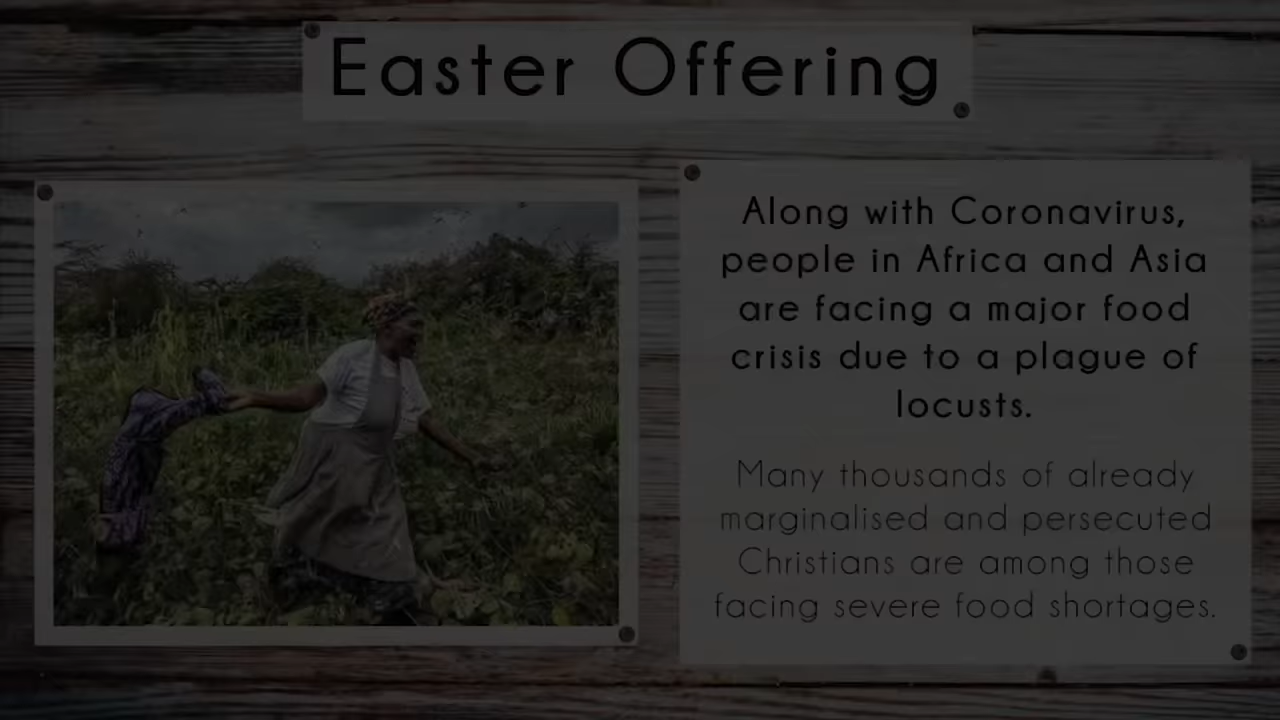 Easter Offering
Along with Coronavirus,
people in Africa and Asia
are facing a major food
crisis due to a plague of
locusts.
Many thousands of already
marginalised and persecuted
Christians are among those
facing severe food shortages.